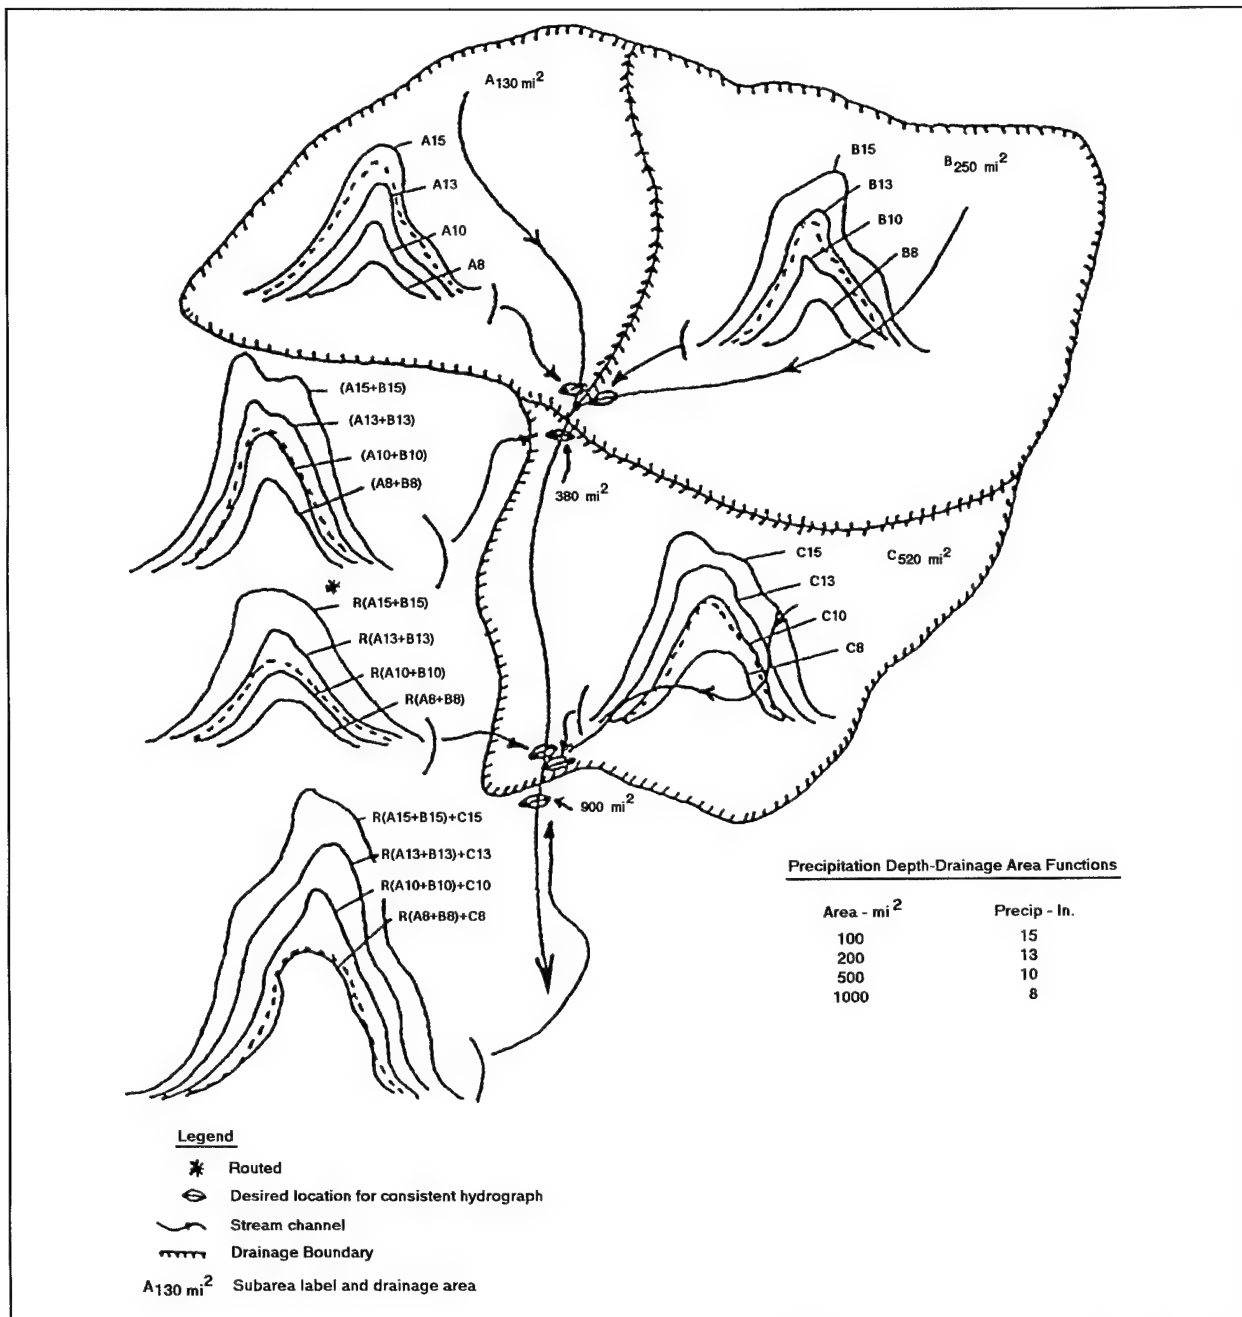 A130 mi2
A15
A13
A10
A8
B15
B250 mi2
B13
B10
B8
(A15+B15)
(A13+B13)
(A10+B10)
(A8+B8)
380 mi2
R(A15+B15)
R(A13+B13)
R(A10+B10)
R(A8+B8)
C15
C520 mi2
C13
C10
C8
900 mi2
R(A15+B15)+C15
R(A13+B13)+C13
R(A10+B10)+C10
R(A8+B8)+C8
Precipitation Depth-Drainage Area Functions
Area - mi2 Precip - In.
100 15
200 13
500 10
1000 8
Legend
Routed
Desired location for consistent hydrograph
Stream channel
Drainage Boundary
A130 mi2 Subarea label and drainage area